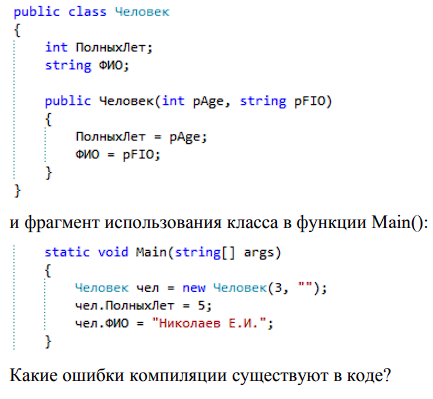 public class Человек
{
int ПолныхЛет;
string ФИО;
public Человек(int pAge, string pFIO)
{
ПолныхЛет = pAge;
ФИО = pFIO;
}
}
и фрагмент использования класса в функции Main():
static void Main(string[] args)
{
Человек чел = new Человек(3, "");
чел.ПолныхЛет = 5;
чел.ФИО = "Николаев Е.И.";
}
Какие ошибки компиляции существуют в коде?